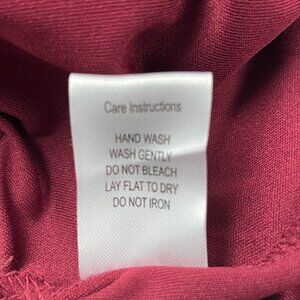 Care Instructions
HAND WASH
WASH GENTLY
DO NOT BLEACH
LAY FLAT TO DRY
DO NOT IRON